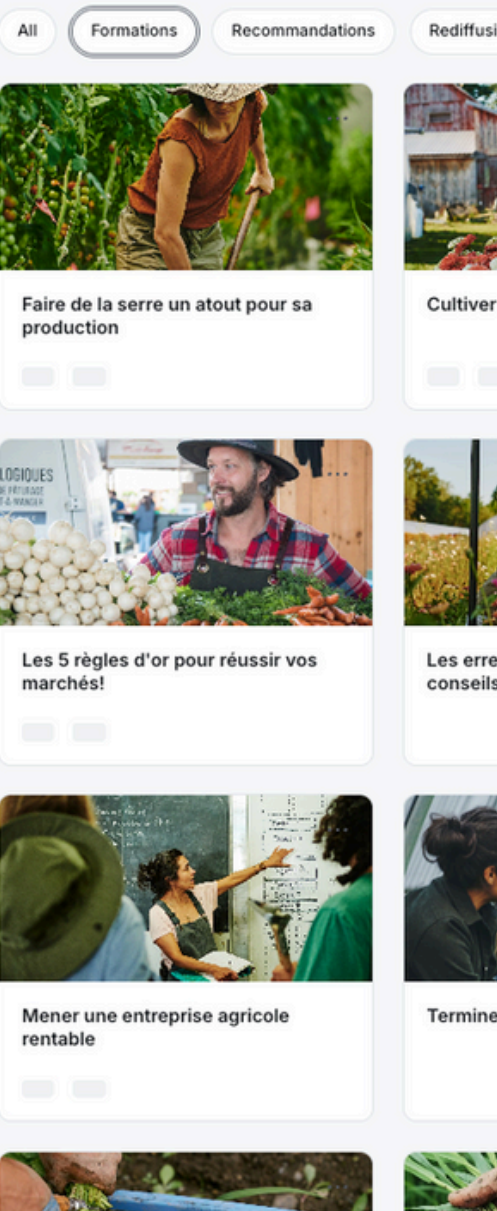 All
Formations
Recommandations
Rediffusi
Faire de la serre un atout pour sa
production
Cultiver
LOGIQUES
Les 5 règles d'or pour réussir vos
marchés!
Les erre
conseils
Mener une entreprise agricole
rentable
Termine